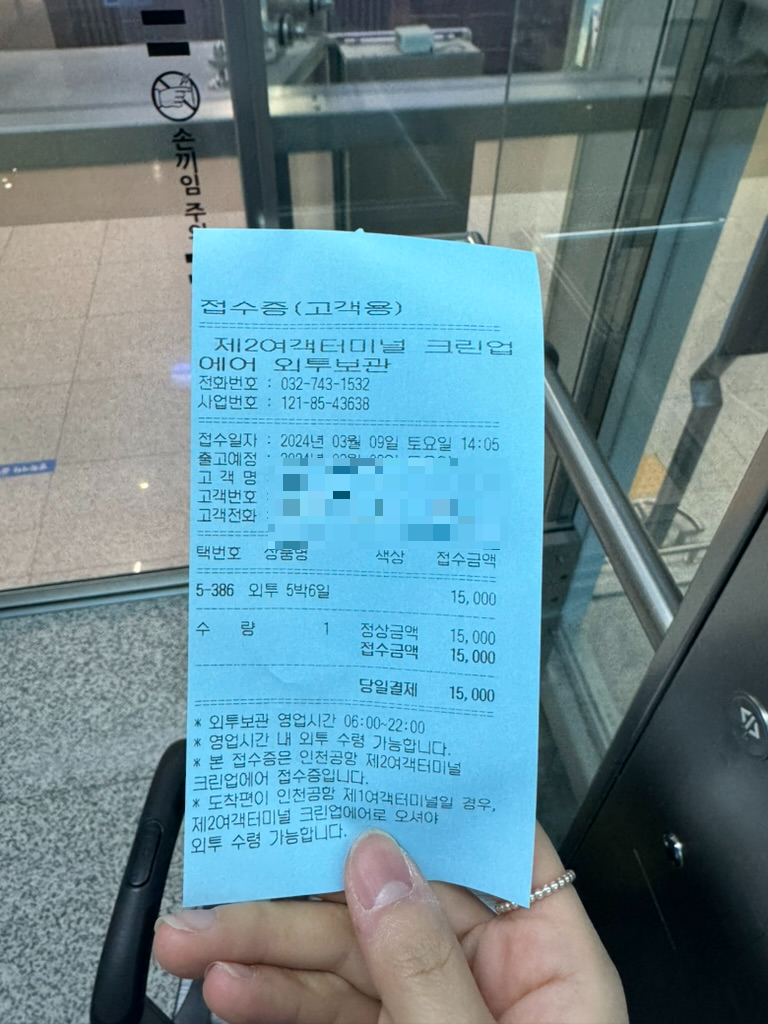 손끼임 주의
접수증(고객용)
제2여객터미널 크린업
에어 외투보관
전화번호 : 032-743-1532
사업번호 : 121-85-43638
접수일자 : 2024년 03월 09일 토요일 14:05
출고예정 :
고 객 명
고객번호 :
고객전화 :
택번호 상품명 색상 접수금액
5-386 외투 5박6일 15,000
수 량 1 정상금액 15,000
접수금액 15,000
당일결제 15,000
* 외투보관 영업시간 06:00~22:00
* 영업시간 내 외투 수령 가능합니다.
* 본 접수증은 인천공항 제2여객터미널
크린업에어 접수증입니다.
* 도착편이 인천공항 제1여객터미널일 경우,
제2여객터미널 크린업에어로 오셔야
외투 수령 가능합니다.